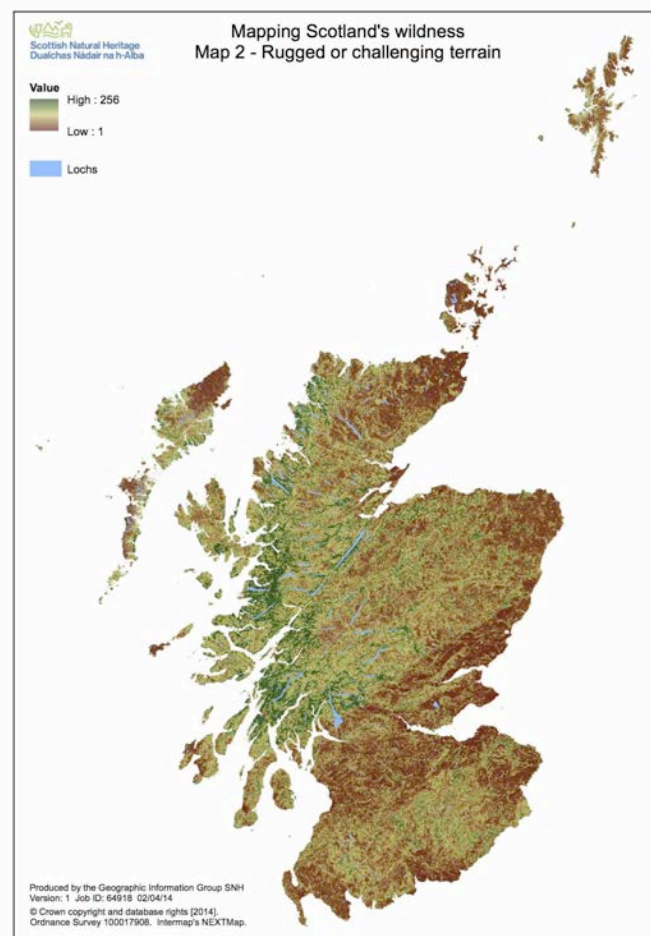 Scottish Natural Heritage
Dualchas Nàdair na h-Alba
Mapping Scotland's wildness
Map 2 - Rugged or challenging terrain
Value
High : 256
Low : 1
Lochs
Produced by the Geographic Information Group SNH
Version: 1 Job ID: 64918 02/04/14
© Crown copyright and database rights [2014].
Ordnance Survey 100017908. Intermap's NEXTMap.